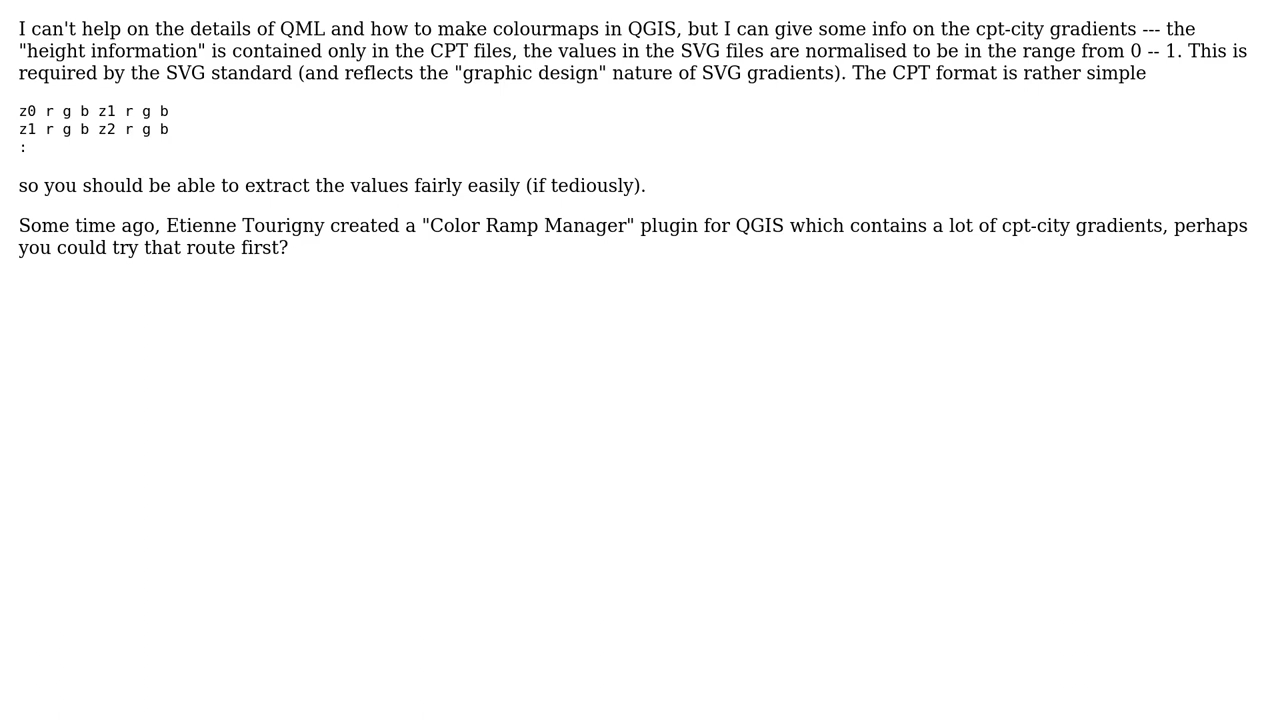 I can't help on the details of QML and how to make colourmaps in QGIS, but I can give some info on the cpt-city gradients --- the
"height information" is contained only in the CPT files, the values in the SVG files are normalised to be in the range from 0 -- 1. This is
required by the SVG standard (and reflects the "graphic design" nature of SVG gradients). The CPT format is rather simple
z0 r g b z1 r g b
z1 r g b z2 r g b
:
so you should be able to extract the values fairly easily (if tediously).
Some time ago, Etienne Tourigny created a "Color Ramp Manager" plugin for QGIS which contains a lot of cpt-city gradients, perhaps
you could try that route first?